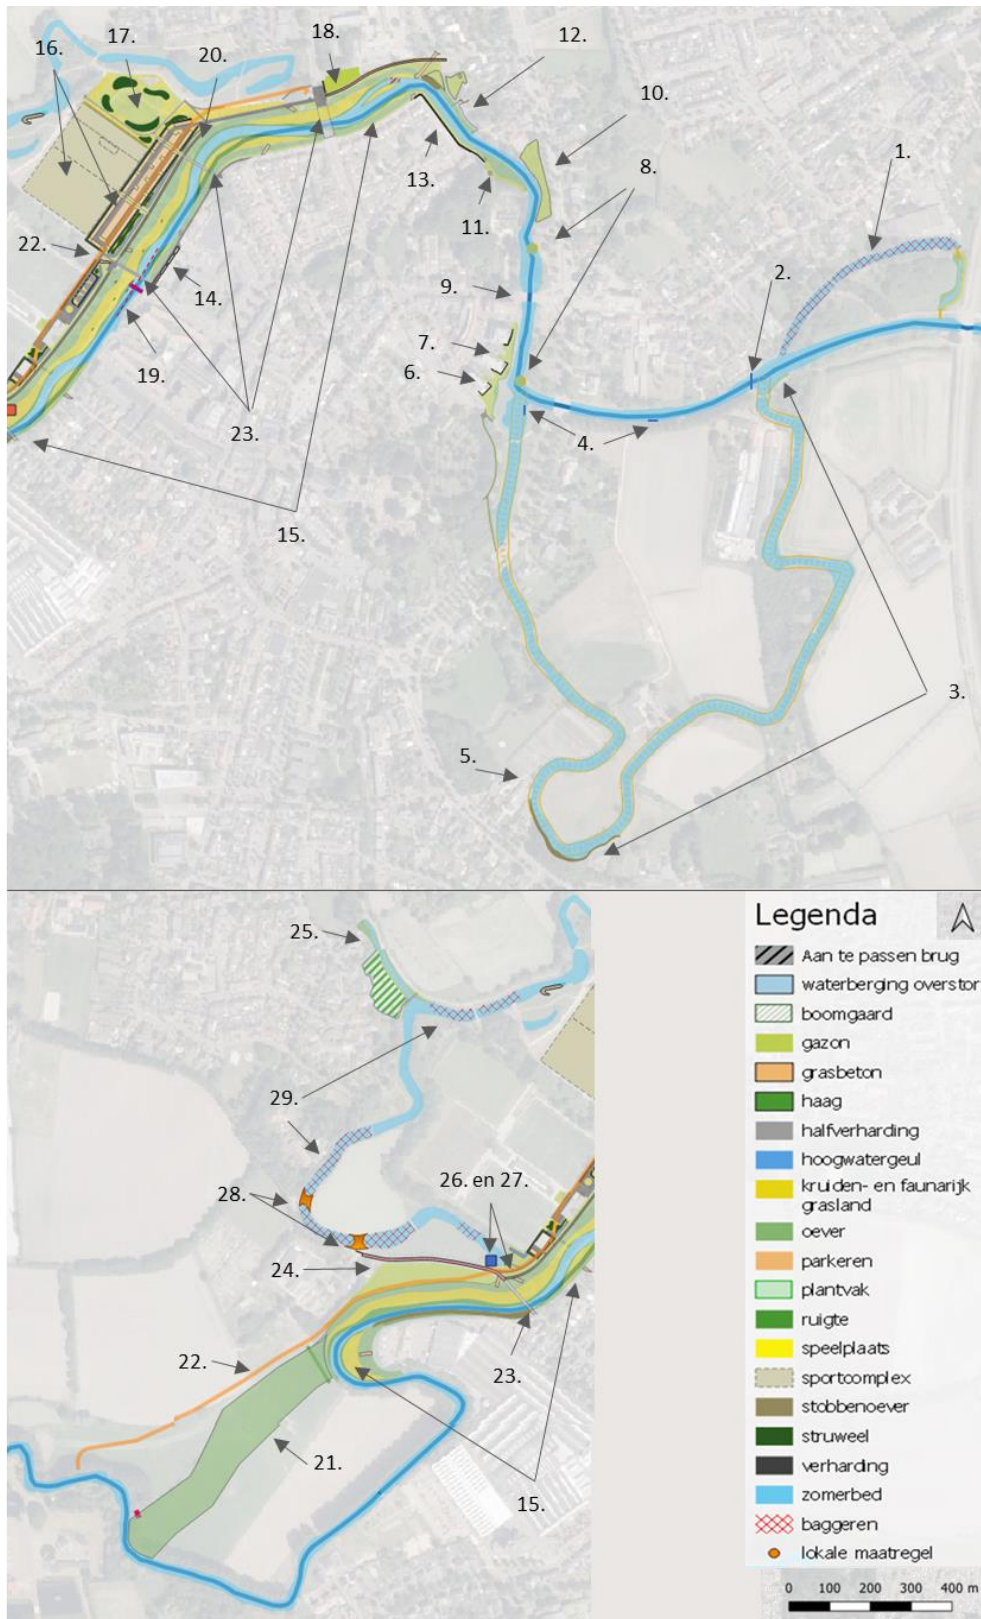 17.
18.
12.
16.
20.
10.
1.
8.
13.
11.
22.
2.
9.
14.
7.
6.
19.
23.
4.
15.
3.
5.
25.
29.
26. en 27.
28.
24.
22.
23.
21.
15.
Legenda
Aan te passen brug
waterberging overstor
boomgaard
gazon
grasbeton
haag
halfverharding
hoogwatergeul
kruiden- en faunarijk
grasland
oever
parkeren
plantvak
ruigte
speelplaats
sportcomplex
stobbenoever
struweel
verharding
zomerbed
baggeren
lokale maatregel
0 100 200 300 400 m